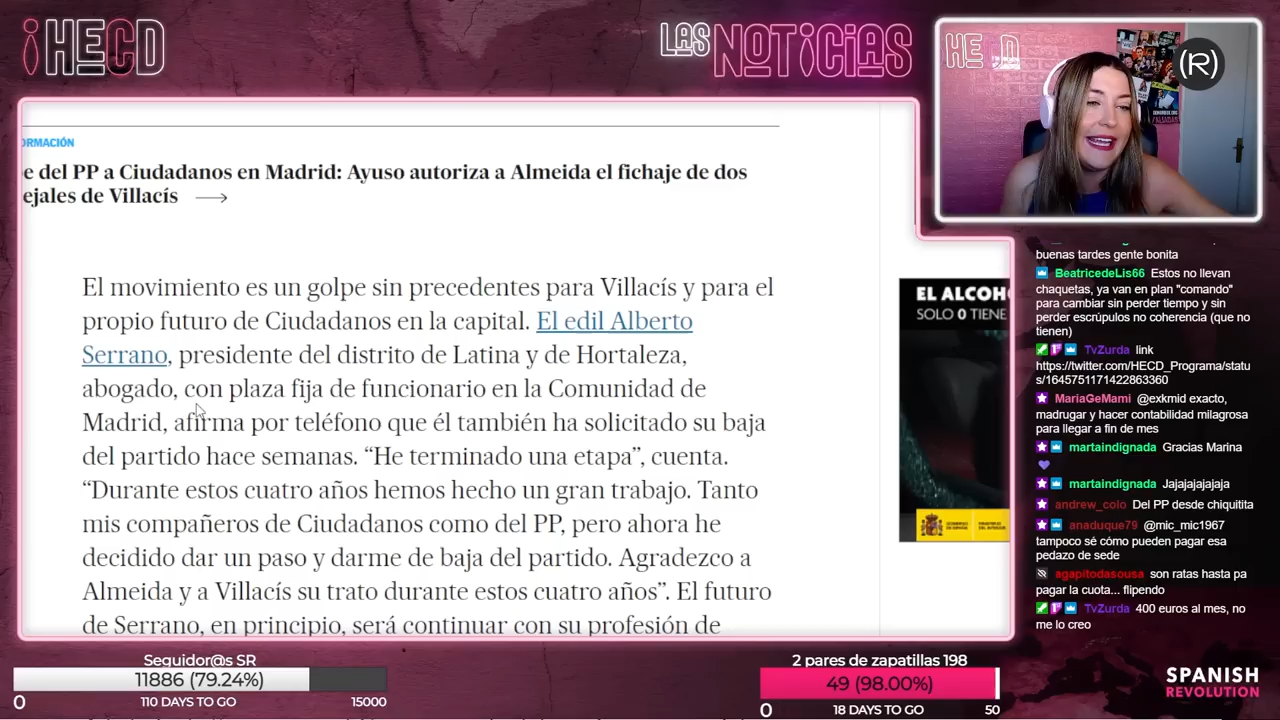 ¡HECD
LAS NOTICIAS
(R)
ORMACIÓN
e del PP a Ciudadanos en Madrid: Ayuso autoriza a Almeida el fichaje de dos
ejales de Villacís →
El movimiento es un golpe sin precedentes para Villacís y para el
propio futuro de Ciudadanos en la capital. El edil Alberto
Serrano, presidente del distrito de Latina y de Hortaleza,
abogado, con plaza fija de funcionario en la Comunidad de
Madrid, afirma por teléfono que él también ha solicitado su baja
del partido hace semanas. “He terminado una etapa”, cuenta.
“Durante estos cuatro años hemos hecho un gran trabajo. Tanto
mis compañeros de Ciudadanos como del PP, pero ahora he
decidido dar un paso y darme de baja del partido. Agradezco a
Almeida y a Villacís su trato durante estos cuatro años”. El futuro
de Serrano, en principio, será continuar con su profesión de
EL ALCOH
SOLO 0 TIENE
buenas tardes gente bonita
BeatricedeLis66 Estos no llevan
chaquetas, ya van en plan "comando"
para cambiar sin perder tiempo y sin
perder escrúpulos no coherencia (que no
tienen)
TvZurda link
https://twitter.com/HECD_Programa/statu
s/1645751171422863360
MariaGeMami @exkmid exacto,
madrugar y hacer contabilidad milagrosa
para llegar a fin de mes
martaindignada Gracias Marina
martaindignada Jajajajajaja
andrew_colo Del PP desde chiquitita
anaduque79 @mic_mic1967
tampoco sé cómo pueden pagar esa
pedazo de sede
agapitodasousa son ratas hasta pa
pagar la cuota... flipendo
TvZurda 400 euros al mes, no
me lo creo
Seguidor@s SR
11886 (79.24%)
0 110 DAYS TO GO 15000
2 pares de zapatillas 198
49 (98.00%)
0 18 DAYS TO GO 50
SPANISH
REVOLUTION